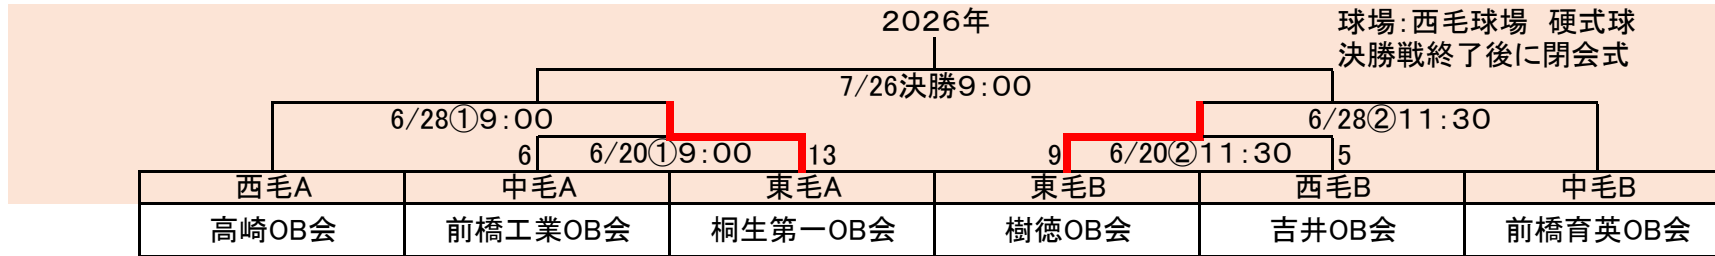 2026年
球場:西毛球場 硬式球
決勝戦終了後に閉会式
7/26決勝9:00
6/28①9:00
6/28②11:30
6 6/20①9:00 13 9 6/20②11:30 5
西毛A 中毛A 東毛A 東毛B 西毛B 中毛B
高崎OB会 前橋工業OB会 桐生第一OB会 樹徳OB会 吉井OB会 前橋育英OB会